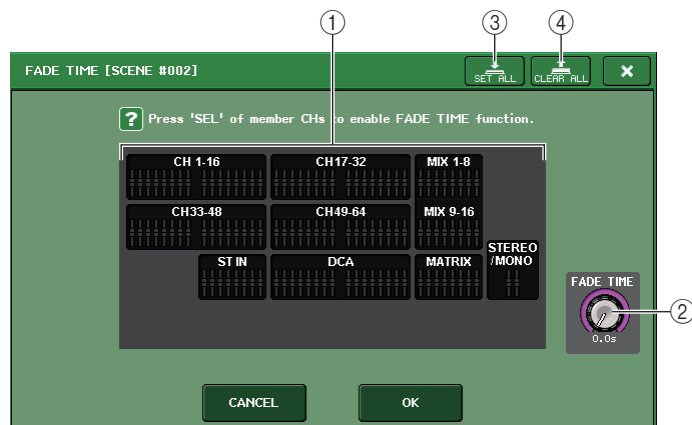 ①
③
④
FADE TIME [SCENE #002]
SET ALL
CLEAR ALL
×
? Press 'SEL' of member CHs to enable FADE TIME function.
CH 1-16
CH17-32
MIX 1-8
CH33-48
CH49-64
MIX 9-16
ST IN
DCA
MATRIX
STEREO
/MONO
FADE TIME
②
0.0s
CANCEL
OK